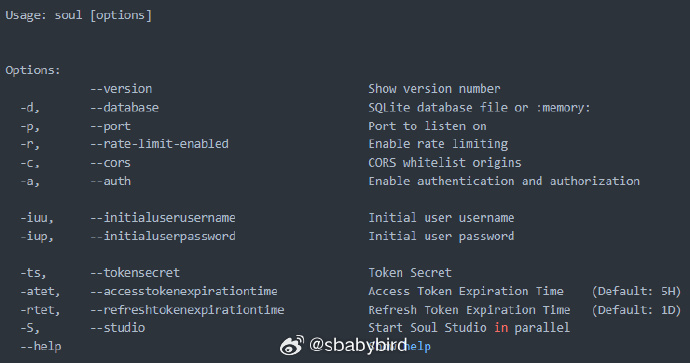 Usage: soul [options]
Options:
--version Show version number
-d, --database SQLite database file or :memory:
-p, --port Port to listen on
-r, --rate-limit-enabled Enable rate limiting
-c, --cors CORS whitelist origins
-a, --auth Enable authentication and authorization
-iuu, --initialuserusername Initial user username
-iup, --initialuserpassword Initial user password
-ts, --tokensecret Token Secret
-atet, --accesstokenexpirationtime Access Token Expiration Time (Default: 5H)
-rtet, --refreshtokenexpirationtime Refresh Token Expiration Time (Default: 1D)
-S, --studio Start Soul Studio in parallel
--help help
@sbabybird